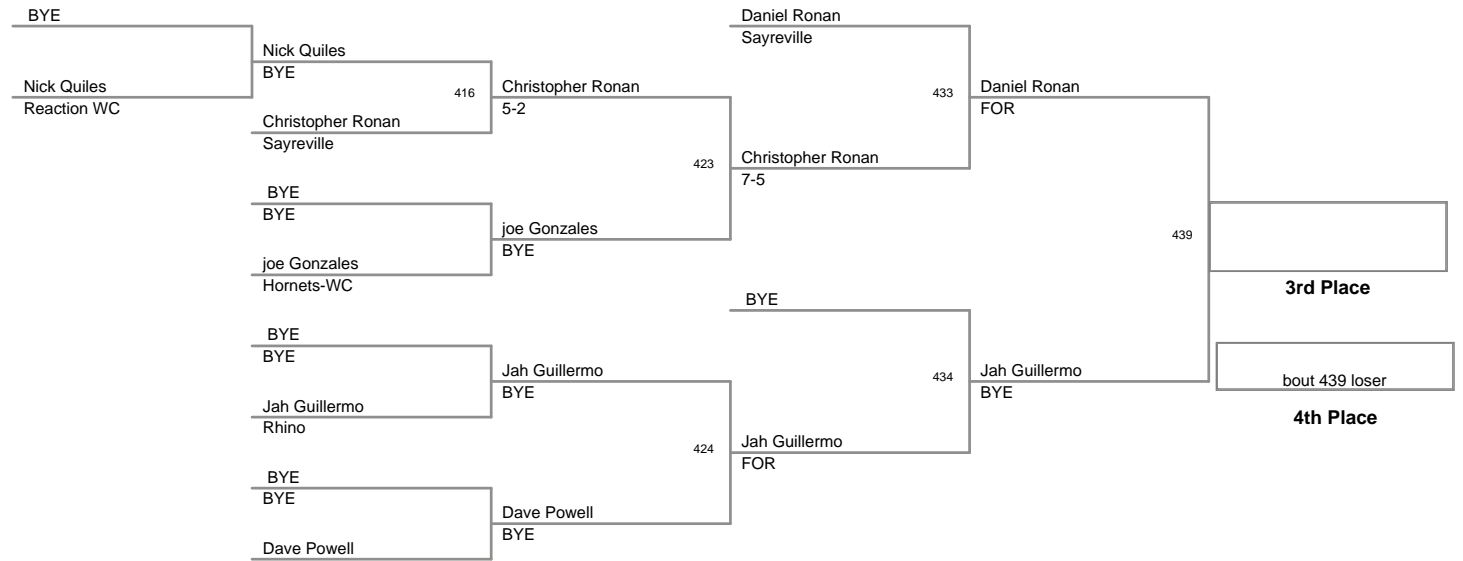 BYE
Nick Quiles
Reaction WC
Nick Quiles
BYE
416
Christopher Ronan
Sayreville
BYE
BYE
joe Gonzales
Hornets-WC
BYE
BYE
Jah Guillermo
Rhino
BYE
BYE
Dave Powell
Christopher Ronan
5-2
423
joe Gonzales
BYE
Jah Guillermo
BYE
424
Dave Powell
BYE
Daniel Ronan
Sayreville
433
Christopher Ronan
7-5
BYE
434
Jah Guillermo
FOR
Daniel Ronan
FOR
439
Jah Guillermo
BYE
3rd Place
bout 439 loser
4th Place